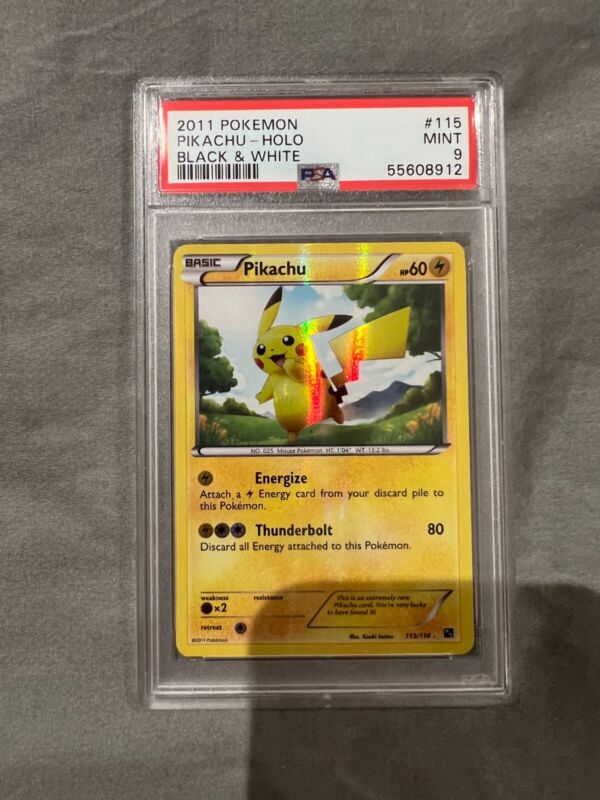 2011 POKEMON #115
PIKACHU - HOLO MINT
BLACK & WHITE 9
PSA 55608912
BASIC Pikachu HP60
NO. 025 Mouse Pokémon HT. 1'04" WT. 13.2 lbs.
Energize
Attach a Energy card from your discard pile to
this Pokémon.
Thunderbolt 80
Discard all Energy attached to this Pokémon.
weakness resistance
×2
This is an extremely rare
Pikachu card. You're very lucky
to have found it!
retreat
©2011 Pokémon Illus. Kouki Saitou 115/114